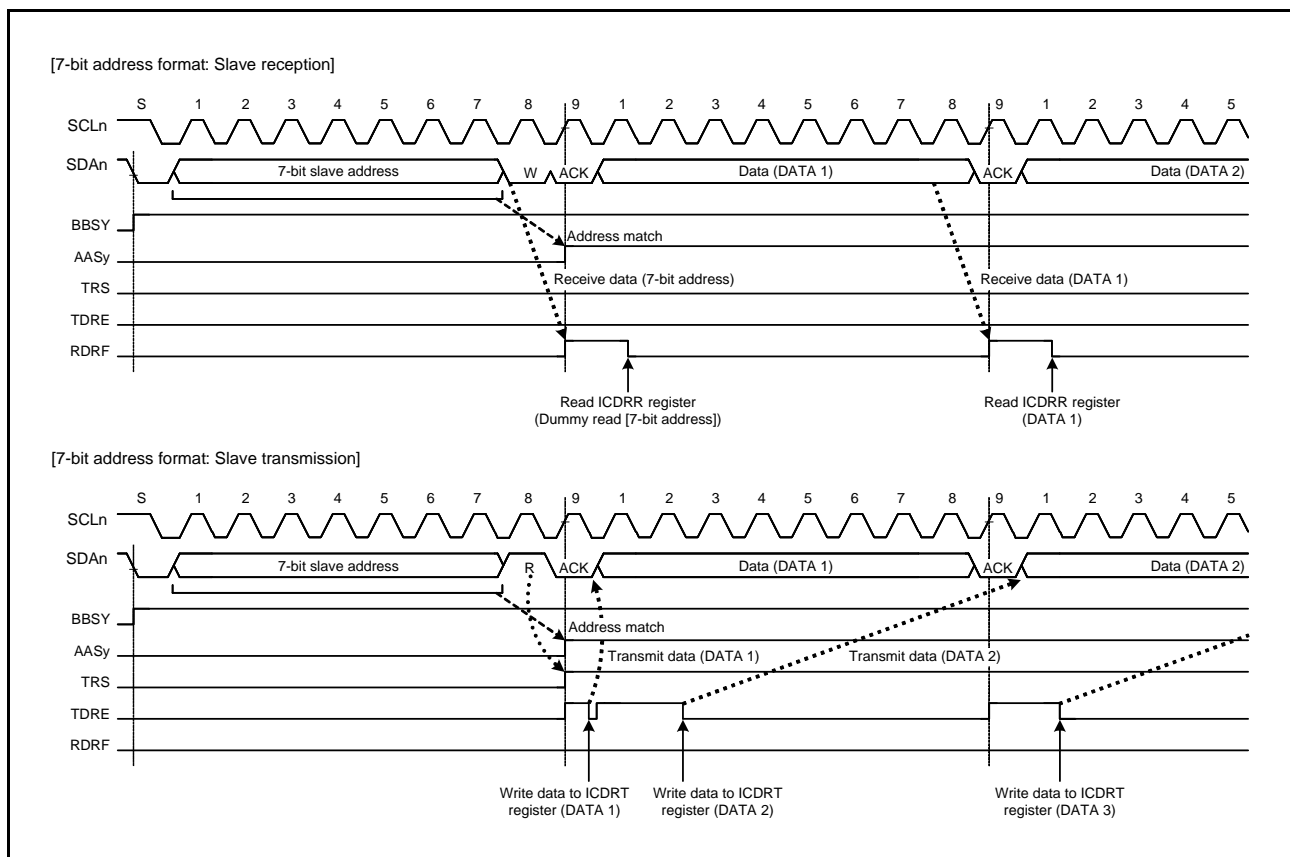 [7-bit address format: Slave reception]
S 1 2 3 4 5 6 7 8 9 1 2 3 4 5 6 7 8 9 1 2 3 4 5
SCLn
SDAn 7-bit slave address W ACK Data (DATA 1) ACK Data (DATA 2)
BBSY
Address match
AASy
Receive data (7-bit address) Receive data (DATA 1)
TRS
TDRE
RDRF
Read ICDRR register Read ICDRR register
(Dummy read [7-bit address]) (DATA 1)
[7-bit address format: Slave transmission]
S 1 2 3 4 5 6 7 8 9 1 2 3 4 5 6 7 8 9 1 2 3 4 5
SCLn
SDAn 7-bit slave address R ACK Data (DATA 1) ACK Data (DATA 2)
BBSY
Address match
AASy
Transmit data (DATA 1) Transmit data (DATA 2)
TRS
TDRE
RDRF
Write data to ICDRT Write data to ICDRT Write data to ICDRT
register (DATA 1) register (DATA 2) register (DATA 3)